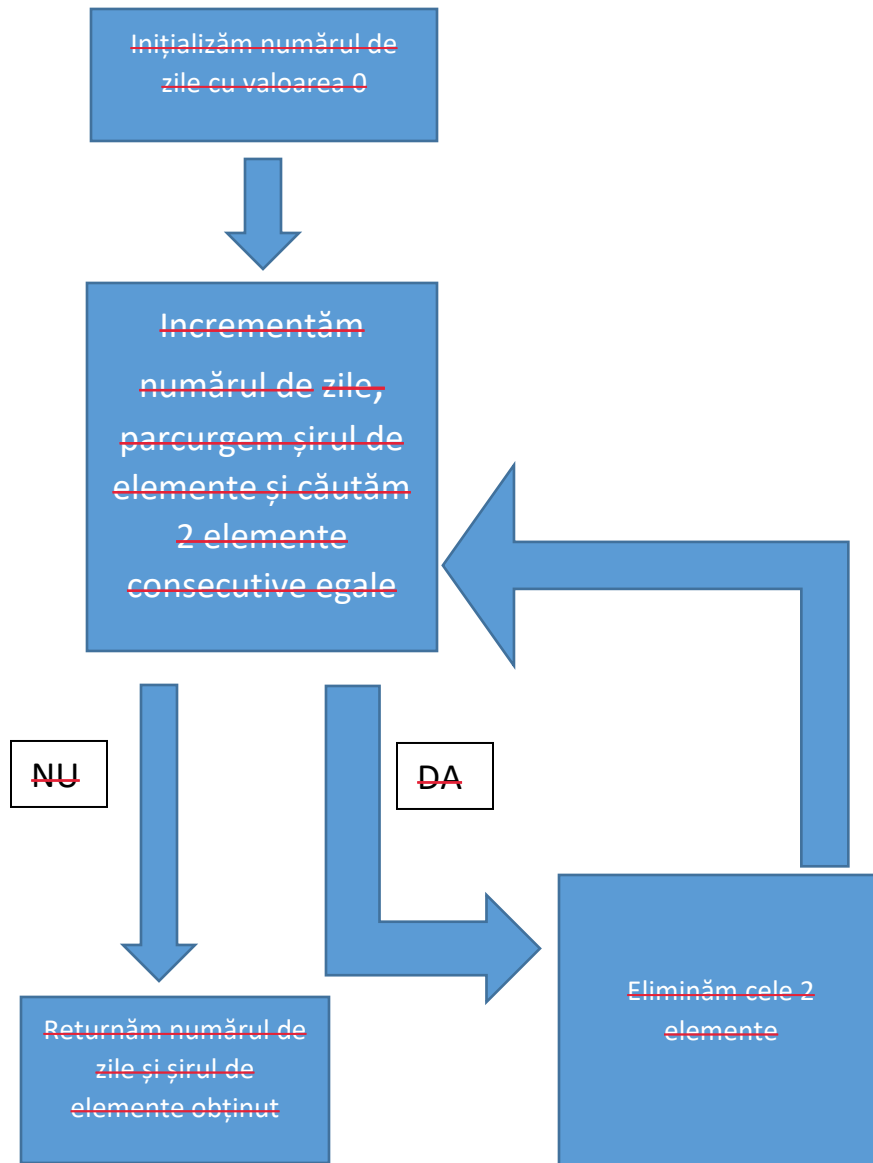 Inițializăm numărul de
zile cu valoarea 0
Incrementăm
numărul de zile,
parcurgem șirul de
elemente și căutăm
2 elemente
consecutive egale
NU
DA
Eliminăm cele 2
elemente
Returnăm numărul de
zile și șirul de
elemente obținut